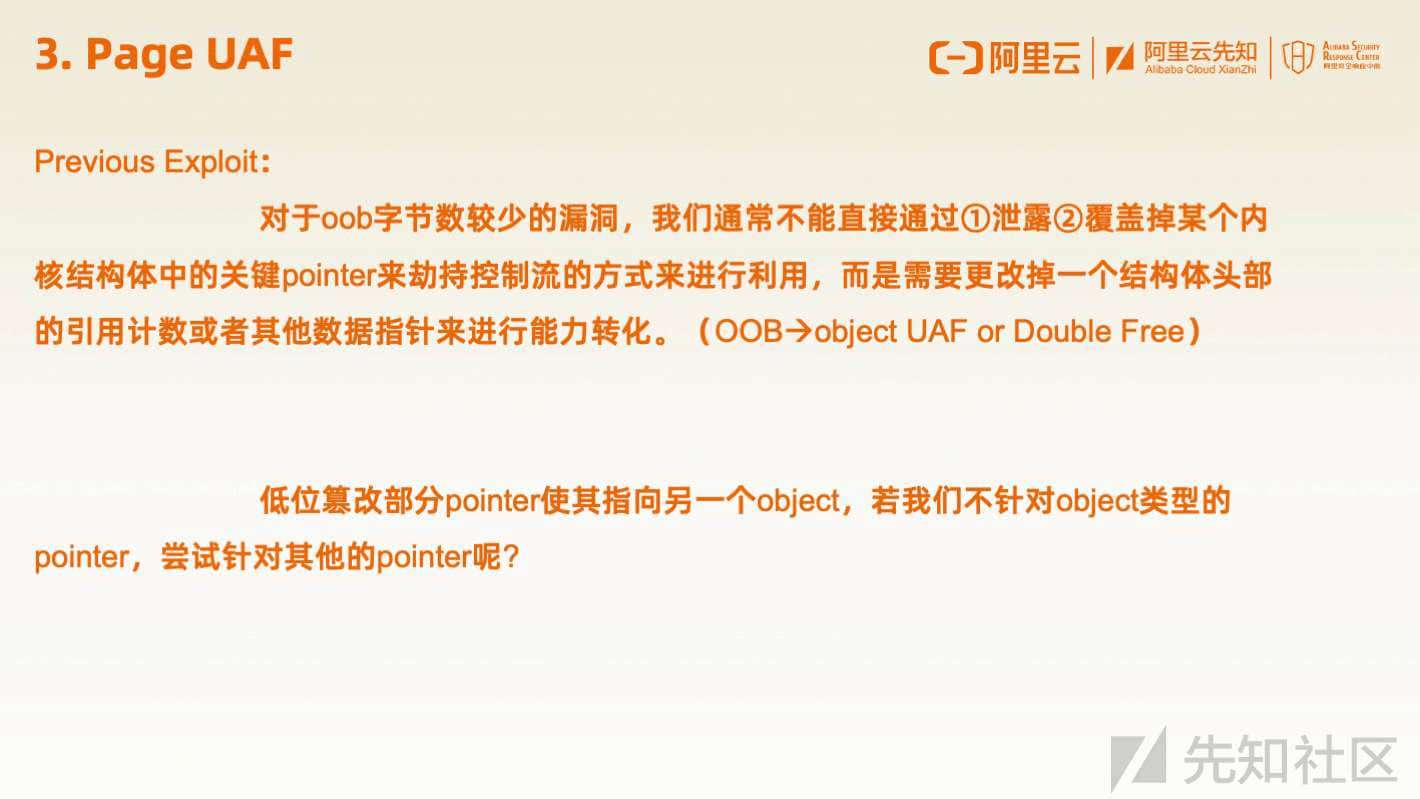 3. Page UAF
阿里云
阿里云先知
Alibaba Cloud XianZhi
ALIBABA SECURITY
RESPONSE CENTER
阿里安全响应中心
Previous Exploit：
对于oob字节数较少的漏洞，我们通常不能直接通过①泄露②覆盖掉某个内
核结构体中的关键pointer来劫持控制流的方式来进行利用，而是需要更改掉一个结构体头部
的引用计数或者其他数据指针来进行能力转化。（OOB→object UAF or Double Free）
低位篡改部分pointer使其指向另一个object，若我们不针对object类型的
pointer，尝试针对其他的pointer呢?
先知社区